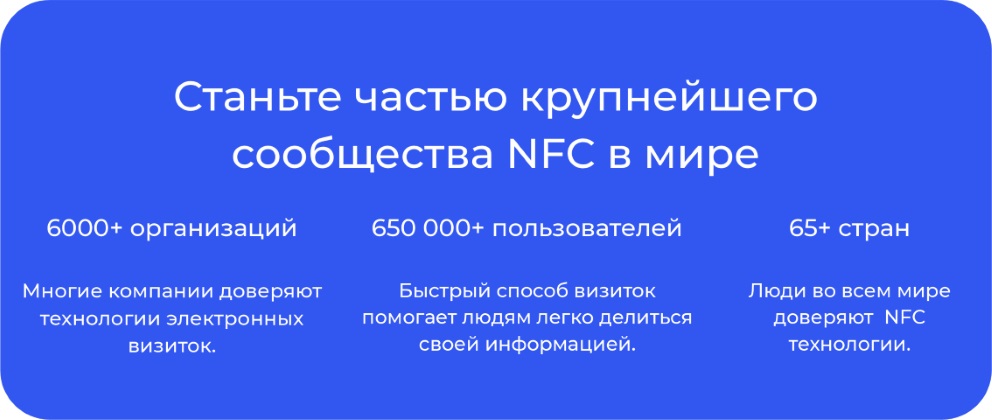 Станьте частью крупнейшего
сообщества NFC в мире
6000+ организаций
Многие компании доверяют
технологии электронных
визиток.
650 000+ пользователей
Быстрый способ визиток
помогает людям легко делиться
своей информацией.
65+ стран
Люди во всем мире
доверяют NFC
технологии.